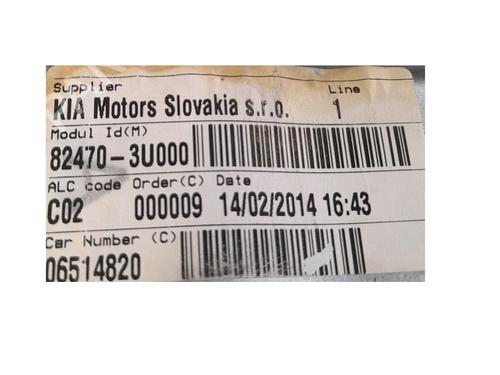 Supplier Line
KIA Motors Slovakia s.r.o. 1
Modul Id(M)
82470-3U000
ALC code Order(C) Date
C02 000009 14/02/2014 16:43
Car Number (C)
06514820